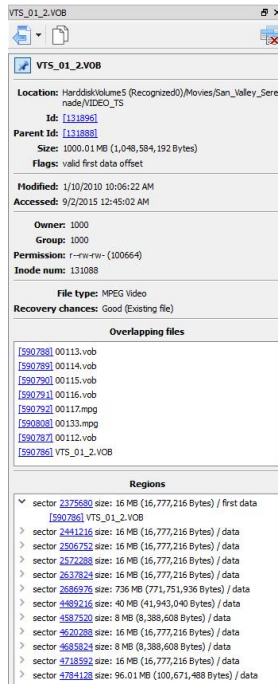 VTS_01_2.VOB
VTS_01_2.VOB
Location: HarddiskVolume5 (Recognized0)/Movies/San_Valley_Sere
nade/VIDEO_TS
Id: [131896]
Parent Id: [131888]
Size: 1000.01 MB (1,048,584,192 Bytes)
Flags: valid first data offset
Modified: 1/10/2010 10:06:22 AM
Accessed: 9/2/2015 12:45:02 AM
Owner: 1000
Group: 1000
Permission: r--rw-rw- (100664)
Inode num: 131088
File type: MPEG Video
Recovery chances: Good (Existing file)
Overlapping files
[590788] 00113.vob
[590789] 00114.vob
[590790] 00115.vob
[590791] 00116.vob
[590792] 00117.mpg
[590808] 00133.mpg
[590787] 00112.vob
[590786] VTS_01_2.VOB
Regions
sector 2375680 size: 16 MB (16,777,216 Bytes) / first data
[590786] VTS_01_2.VOB
sector 2441216 size: 16 MB (16,777,216 Bytes) / data
sector 2506752 size: 16 MB (16,777,216 Bytes) / data
sector 2572288 size: 16 MB (16,777,216 Bytes) / data
sector 2637824 size: 16 MB (16,777,216 Bytes) / data
sector 2686976 size: 736 MB (771,751,936 Bytes) / data
sector 4489216 size: 40 MB (41,943,040 Bytes) / data
sector 4587520 size: 8 MB (8,388,608 Bytes) / data
sector 4620288 size: 16 MB (16,777,216 Bytes) / data
sector 4685824 size: 8 MB (8,388,608 Bytes) / data
sector 4718592 size: 16 MB (16,777,216 Bytes) / data
sector 4784128 size: 96.01 MB (100,671,488 Bytes) / data